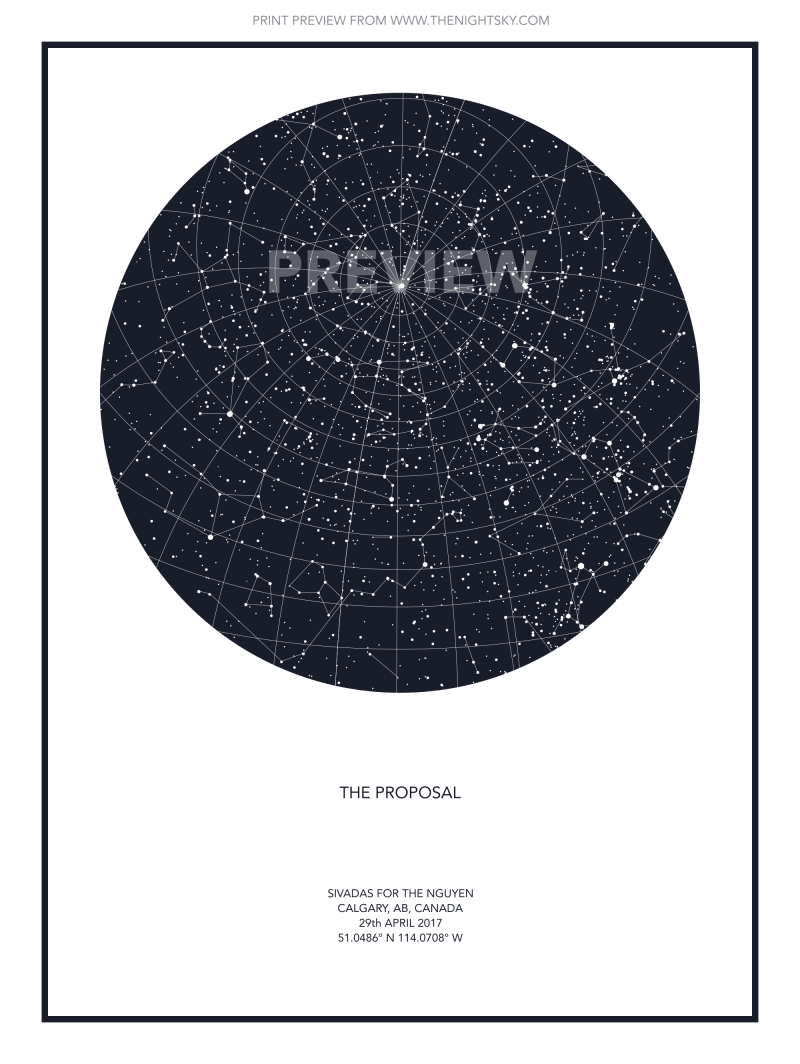 PRINT PREVIEW FROM WWW.THENIGHTSKY.COM
PREVIEW
THE PROPOSAL
SIVADAS FOR THE NGUYEN
CALGARY, AB, CANADA
29th APRIL 2017
51.0486° N 114.0708° W